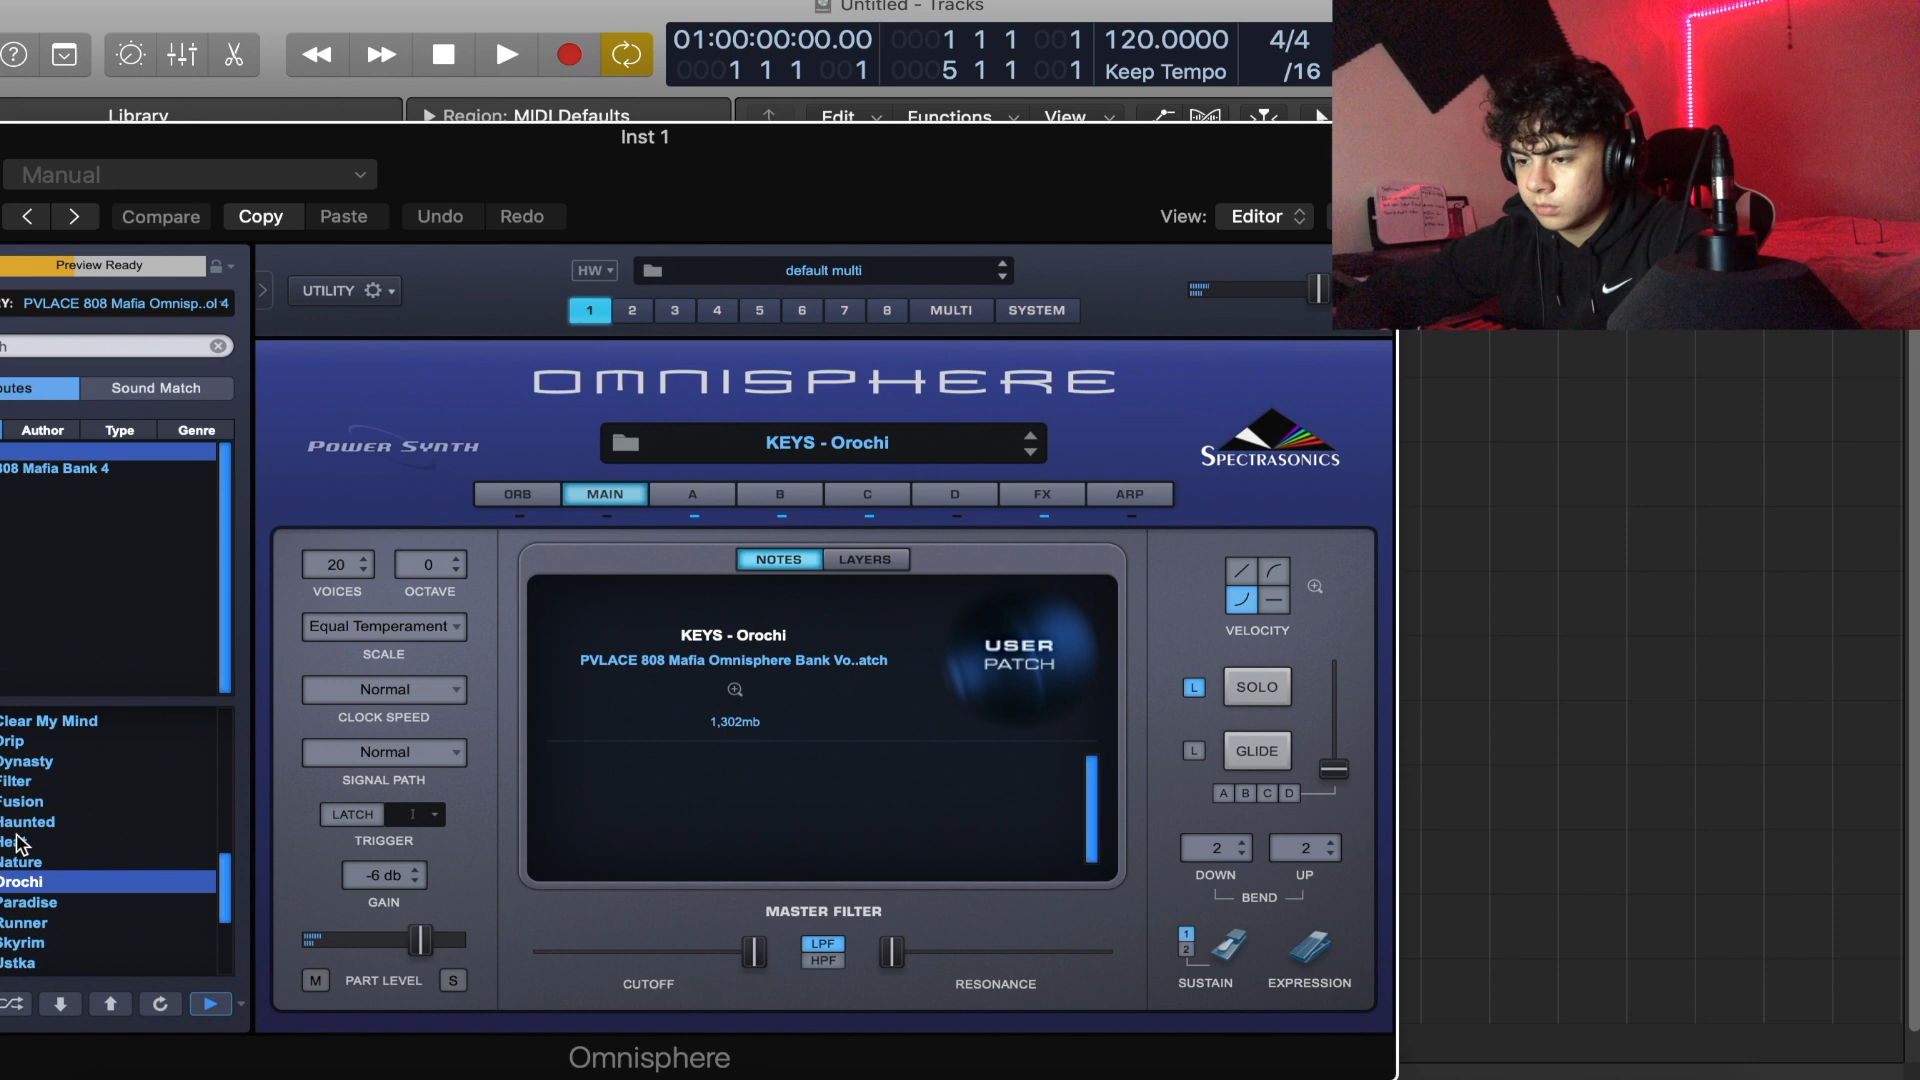 Untitled - Tracks
01:00:00:00.00
0001 1 1 001
120.0000
4/4
0001 1 1 001
0005 1 1 001
Keep Tempo
/16
Library
Region: MIDI Defaults
Edit
Functions
View
Inst 1
Manual
Compare
Copy
Paste
Undo
Redo
View:
Editor
Preview Ready
Y: PVLACE 808 Mafia Omnisp..ol 4
h
butes
Sound Match
Author
Type
Genre
808 Mafia Bank 4
UTILITY
HW
default multi
1
2
3
4
5
6
7
8
MULTI
SYSTEM
OMNISPHERE
POWER SYNTH
KEYS - Orochi
SPECTRASONICS
ORB
MAIN
A
B
C
D
FX
ARP
20
0
VOICES
OCTAVE
Equal Temperament
SCALE
Normal
CLOCK SPEED
Normal
SIGNAL PATH
LATCH
TRIGGER
-6 db
GAIN
M
PART LEVEL
S
NOTES
LAYERS
KEYS - Orochi
PVLACE 808 Mafia Omnisphere Bank Vo..atch
1,302mb
USER
PATCH
MASTER FILTER
LPF
HPF
CUTOFF
RESONANCE
VELOCITY
L
SOLO
L
GLIDE
A
B
C
D
2
2
DOWN
UP
BEND
1
2
SUSTAIN
EXPRESSION
Clear My Mind
Drip
Dynasty
Filter
Fusion
Haunted
Nature
Orochi
Paradise
Runner
Skyrim
Ustka
Omnisphere